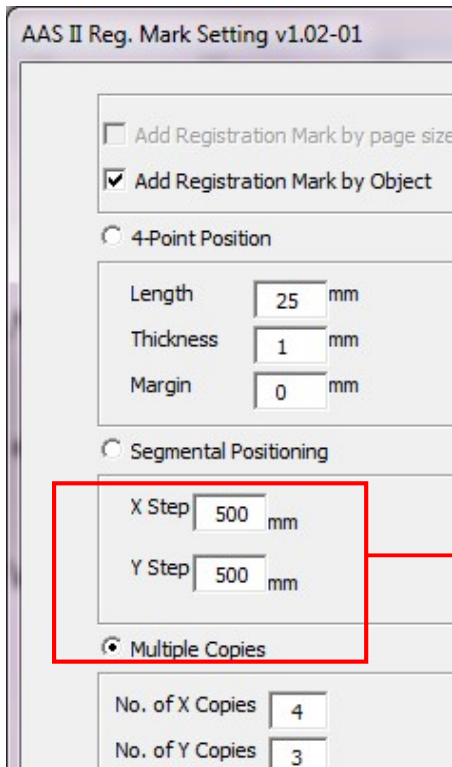 AAS II Reg. Mark Setting v1.02-01
Add Registration Mark by page size
Add Registration Mark by Object
4-Point Position
Length 25 mm
Thickness 1 mm
Margin 0 mm
Segmental Positioning
X Step 500 mm
Y Step 500 mm
Multiple Copies
No. of X Copies 4
No. of Y Copies 3